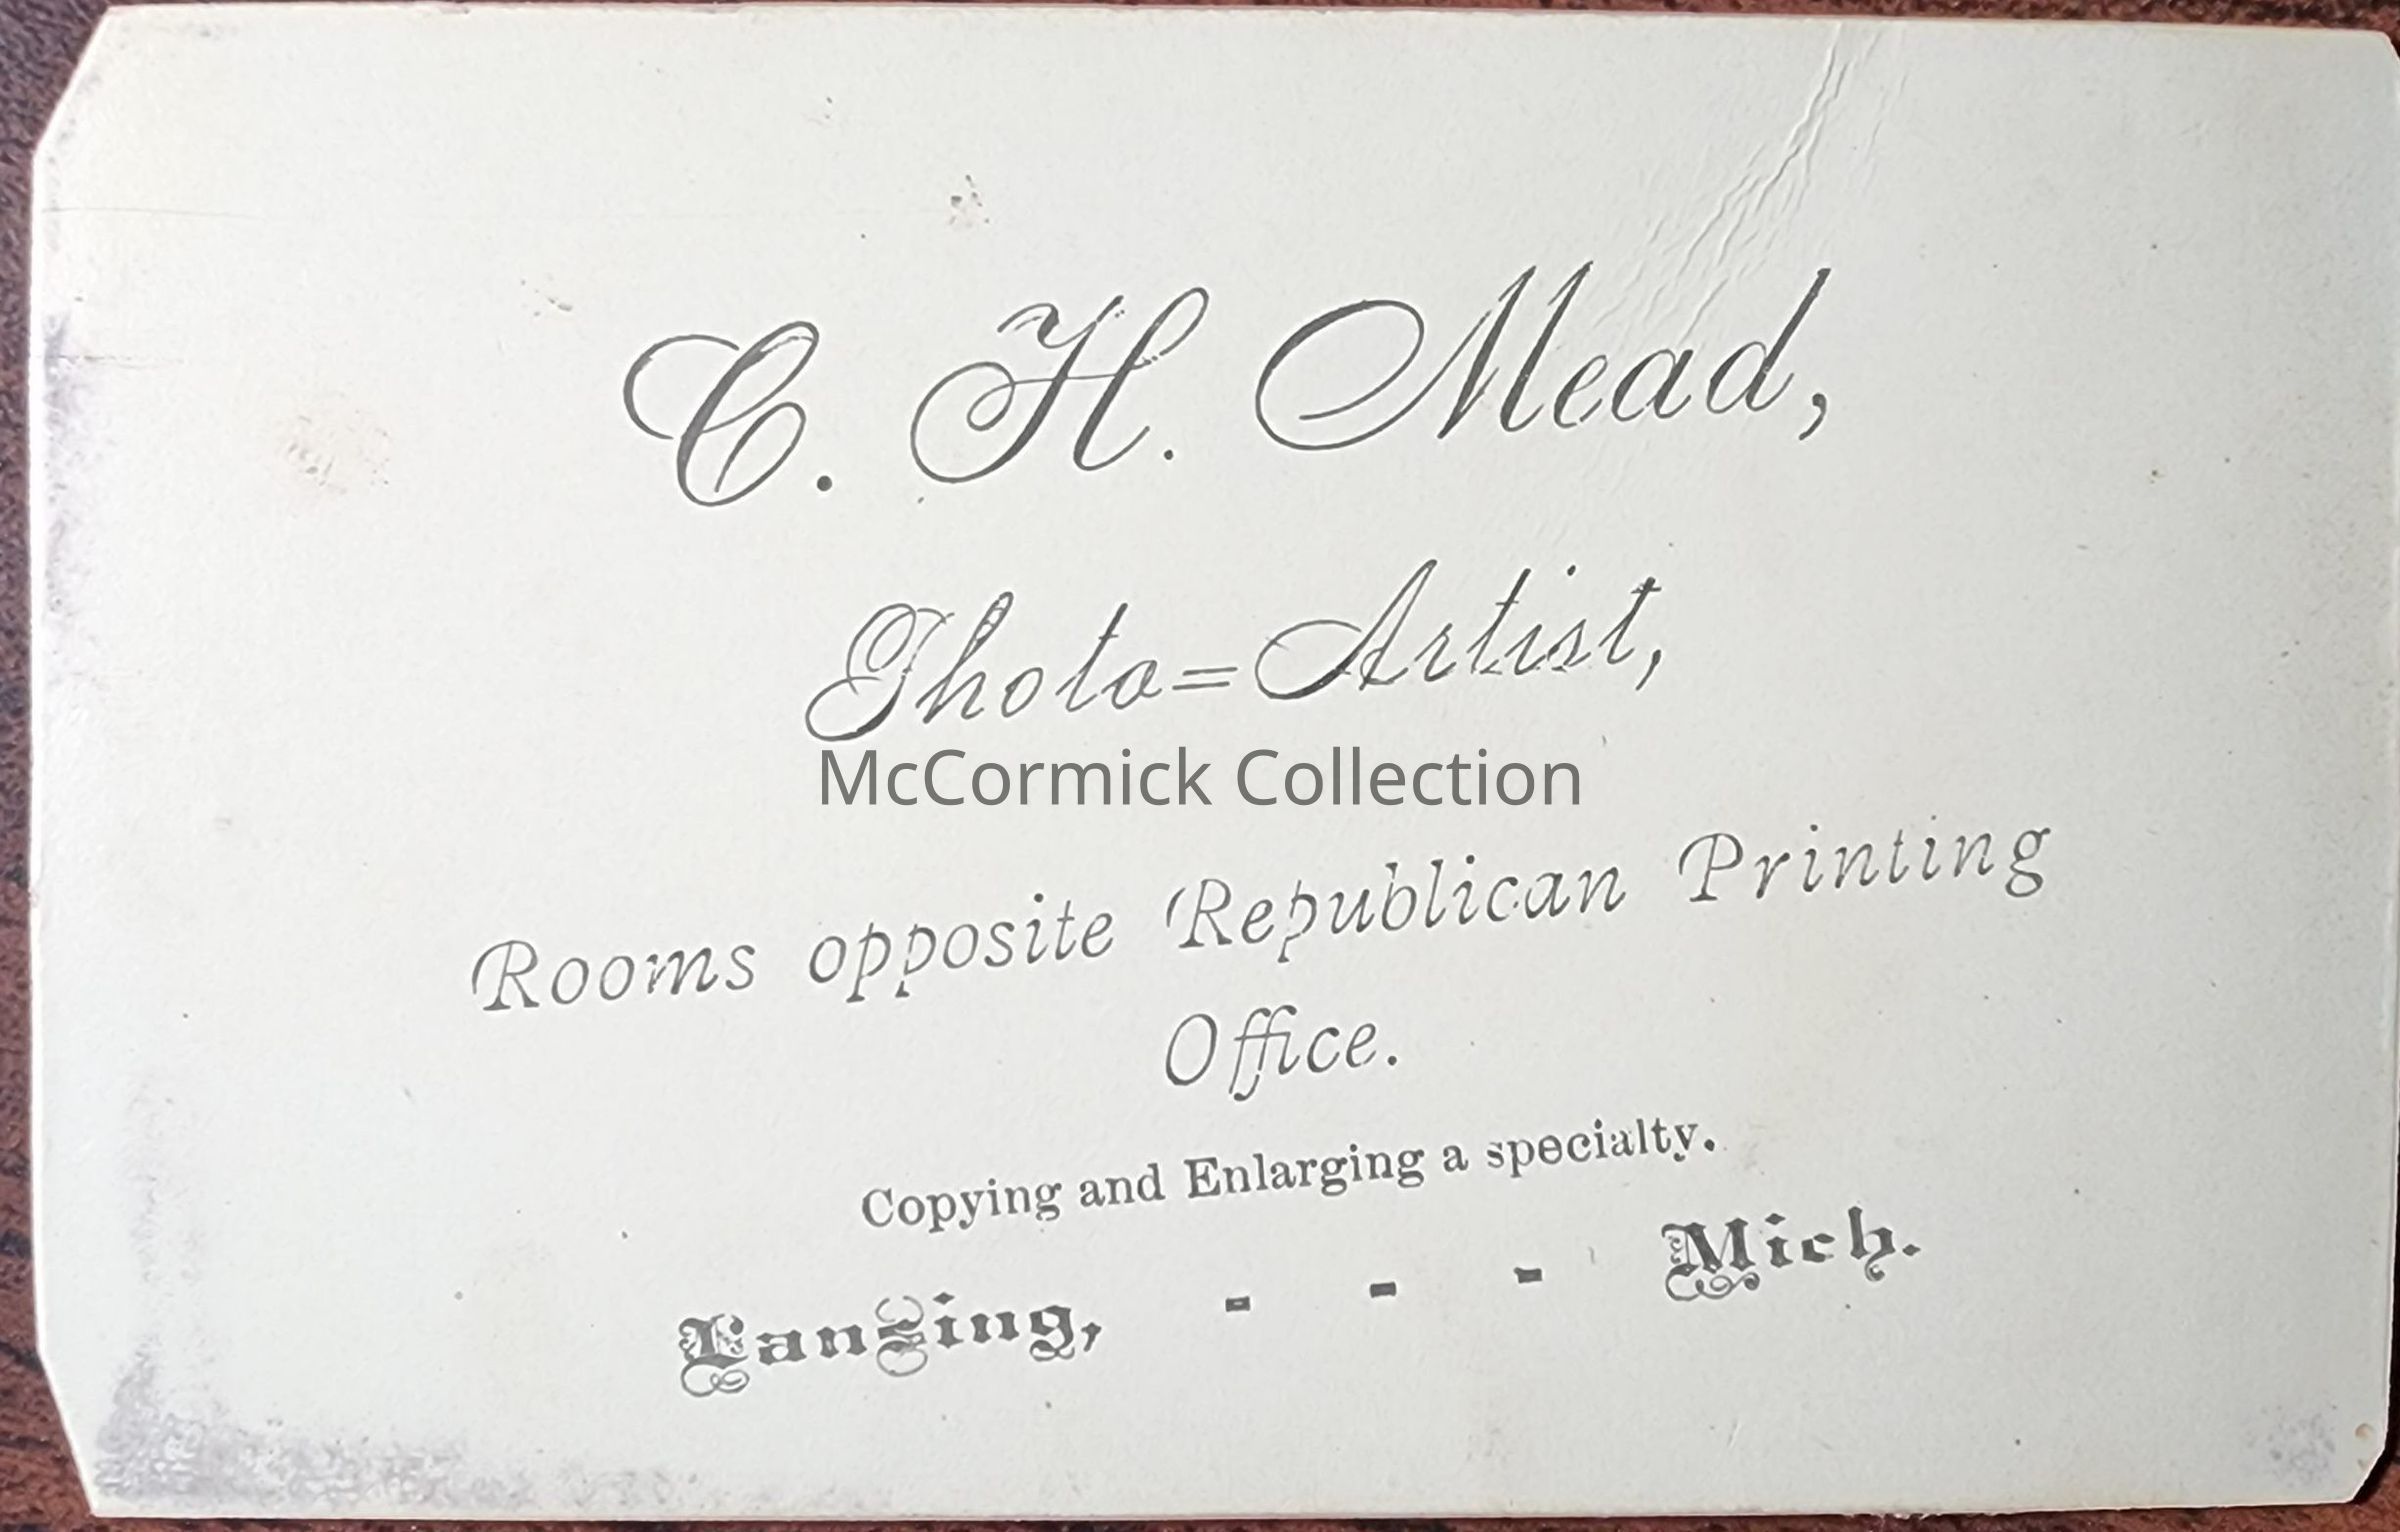 C. H. Mead,
Photo=Artist,
McCormick Collection
Rooms opposite Republican Printing
Office.
Copying and Enlarging a specialty.
Lansing, - - - Mich.